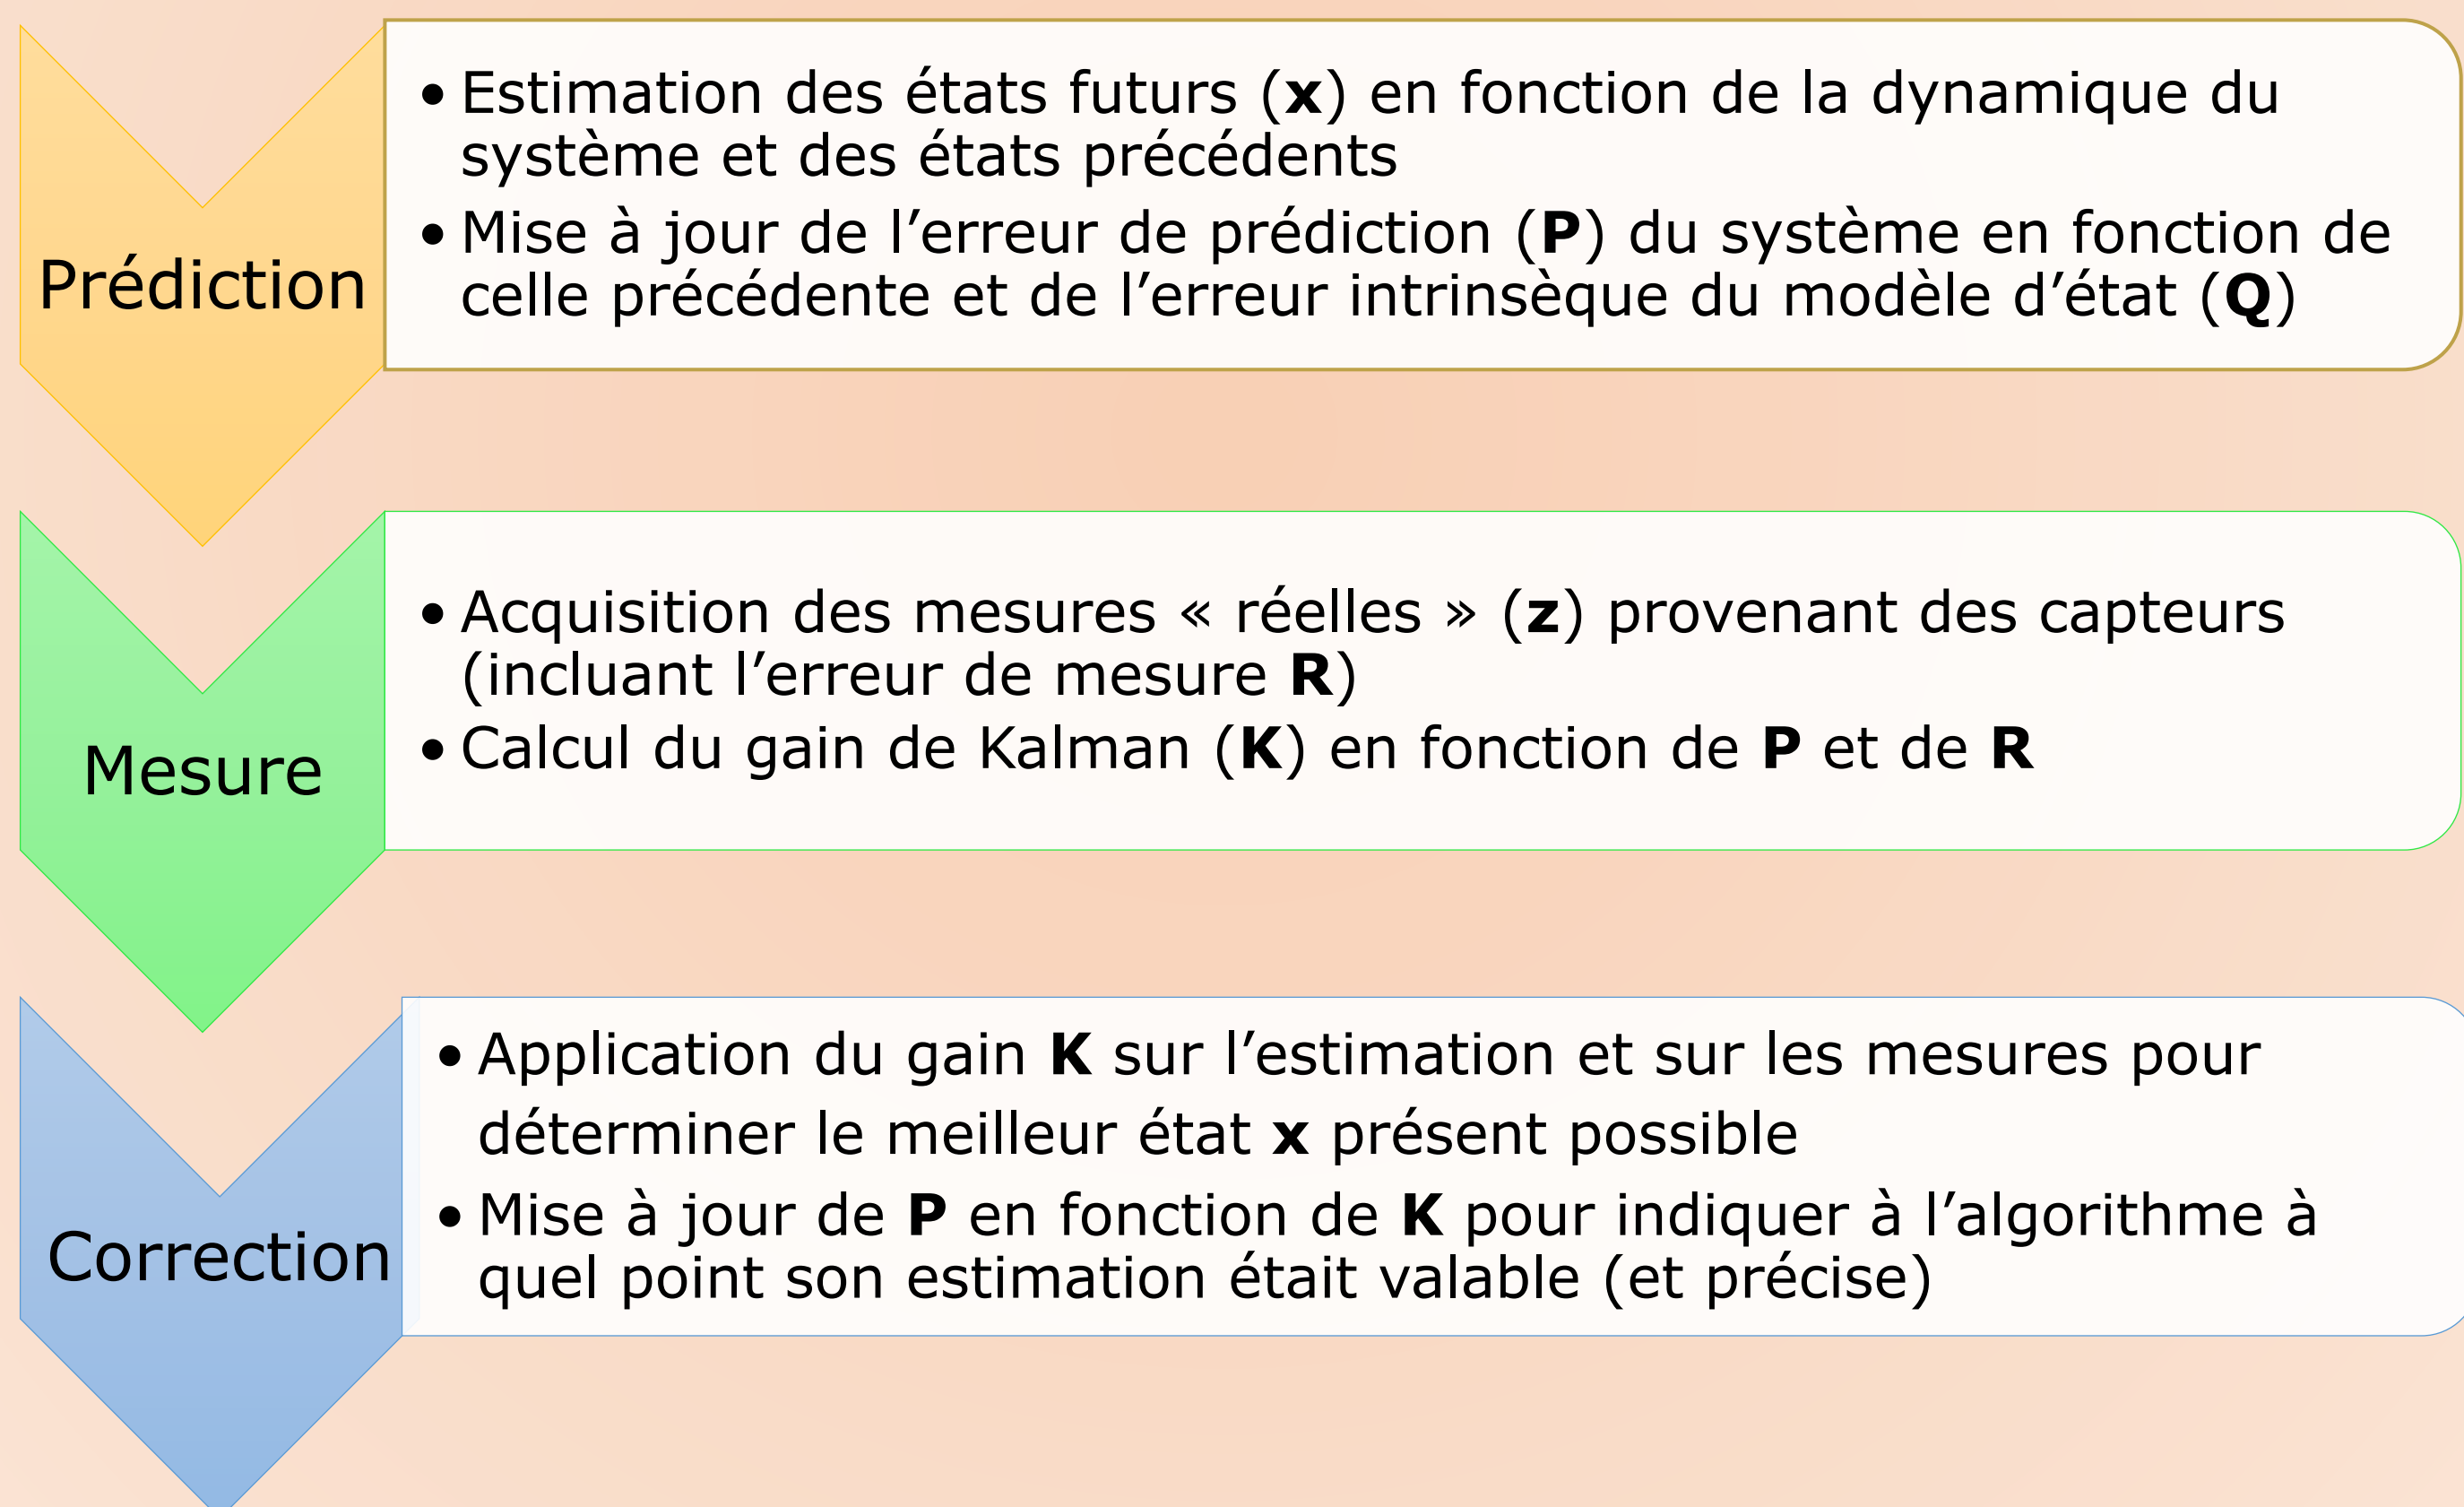 Prédiction
• Estimation des états futurs (x) en fonction de la dynamique du
système et des états précédents
• Mise à jour de l’erreur de prédiction (P) du système en fonction de
celle précédente et de l’erreur intrinsèque du modèle d’état (Q)
Mesure
• Acquisition des mesures « réelles » (z) provenant des capteurs
(incluant l’erreur de mesure R)
• Calcul du gain de Kalman (K) en fonction de P et de R
Correction
• Application du gain K sur l’estimation et sur les mesures pour
déterminer le meilleur état x présent possible
• Mise à jour de P en fonction de K pour indiquer à l’algorithme à
quel point son estimation était valable (et précise)